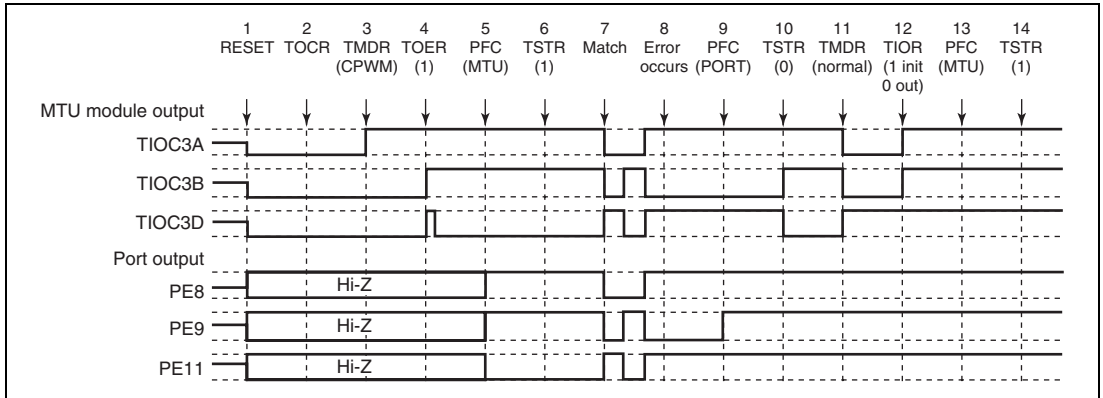 1 2 3 4 5 6 7 8 9 10 11 12 13 14
RESET TOCR TMDR TOER PFC TSTR Match Error PFC TSTR TMDR TIOR PFC TSTR
(CPWM) (1) (MTU) (1) occurs (PORT) (0) (normal) (1 init (MTU) (1)
0 out)
MTU module output
TIOC3A
TIOC3B
TIOC3D
Port output
PE8 Hi-Z
PE9 Hi-Z
PE11 Hi-Z